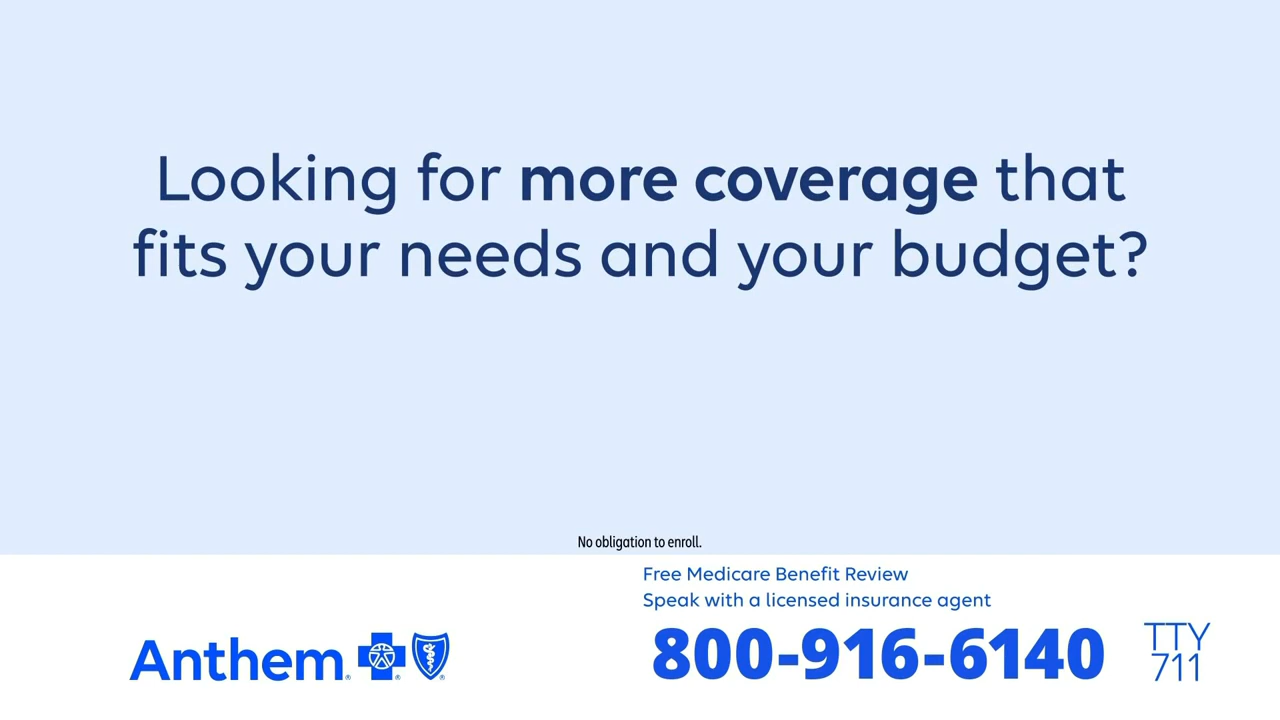 Looking for more coverage that
fits your needs and your budget?
No obligation to enroll.
Free Medicare Benefit Review
Speak with a licensed insurance agent
Anthem®
800-916-6140
TTY
711